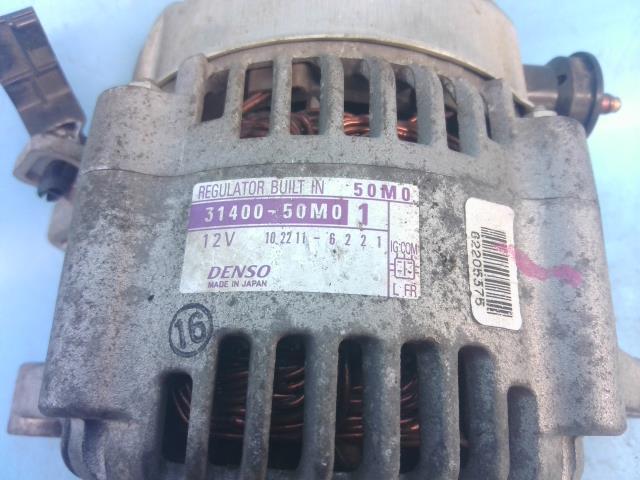 REGULATOR BUILT IN 50M0
31400-50M0 1
12V 102211-6221
IG·COM
DENSO
MADE IN JAPAN
L FR
16
62205375